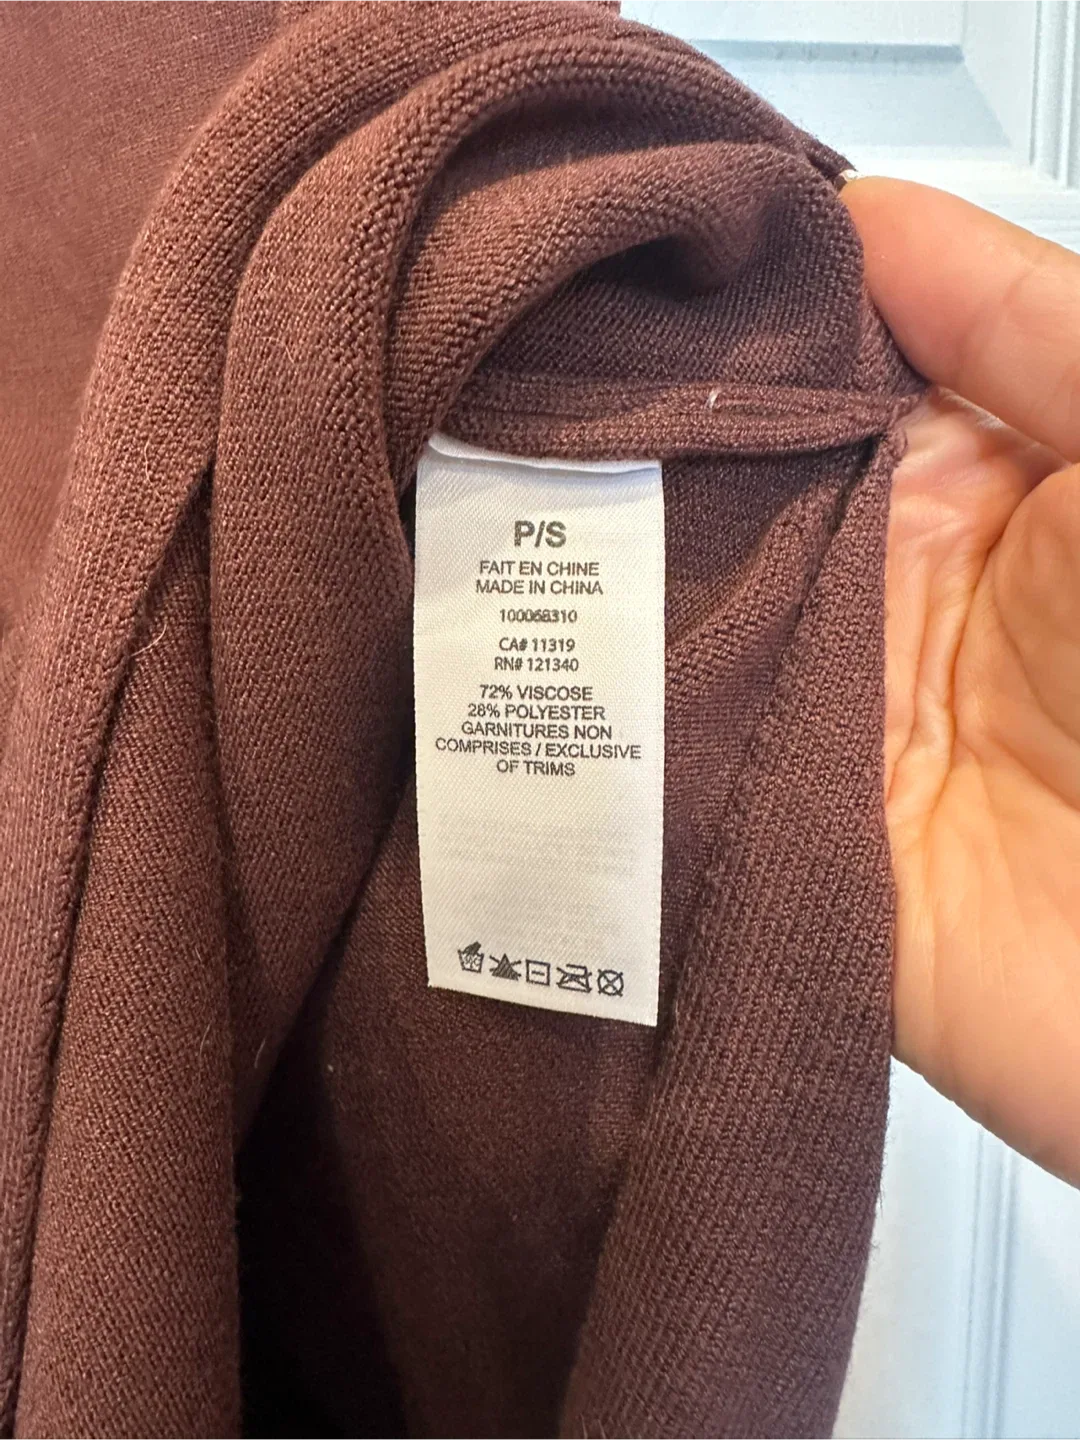 P/S
FAIT EN CHINE
MADE IN CHINA
CA# 11319
RN# 121340
72% VISCOSE
28% POLYESTER
GARNITURES NON
COMPRISES / EXCLUSIVE
OF TRIMS